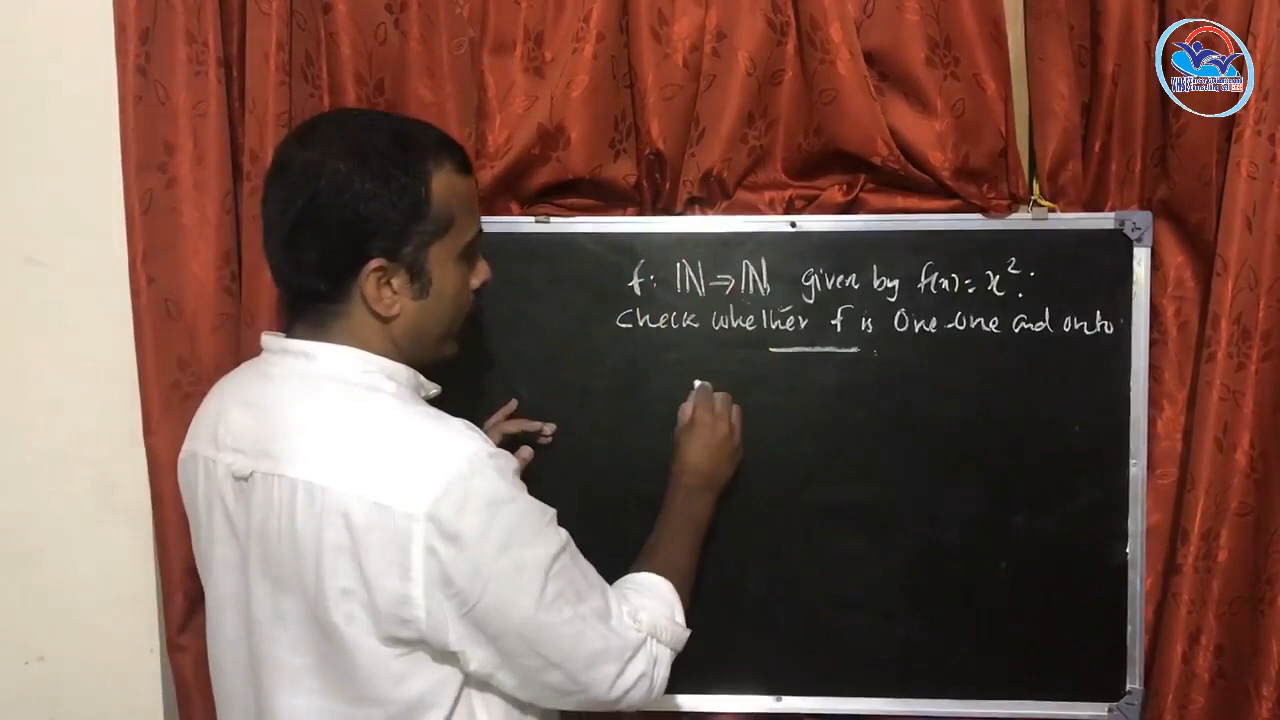 f: ℕ→ℕ given by f(x)=x².
Check whether f is One-One and onto